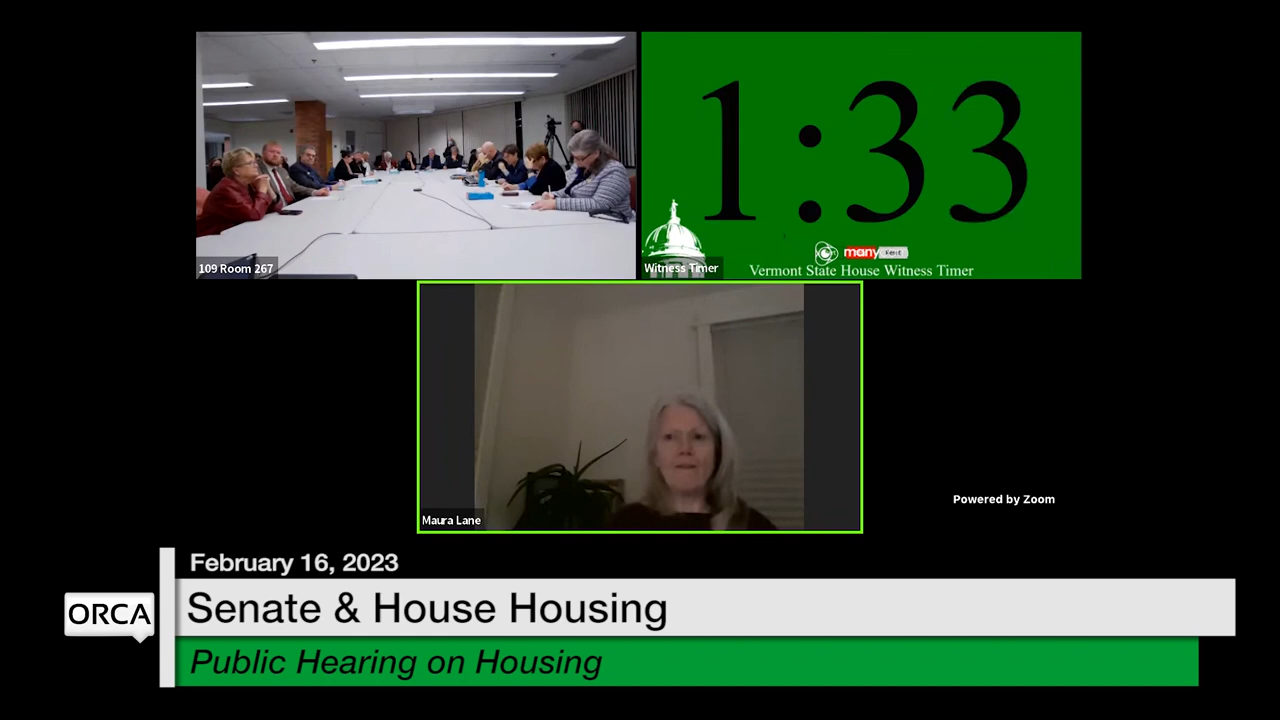 1:33
109 Room 267
Witness Timer
many
Vermont State House Witness Timer
Maura Lane
Powered by Zoom
February 16, 2023
ORCA
Senate & House Housing
Public Hearing on Housing